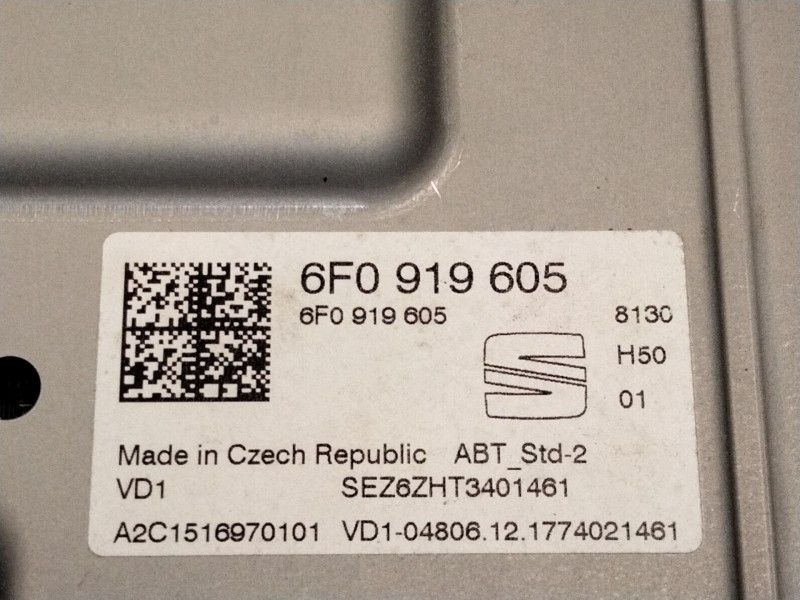 6F0 919 605
6F0 919 605
8130
H50
01
Made in Czech Republic ABT_Std-2
VD1 SEZ6ZHT3401461
A2C1516970101 VD1-04806.12.1774021461